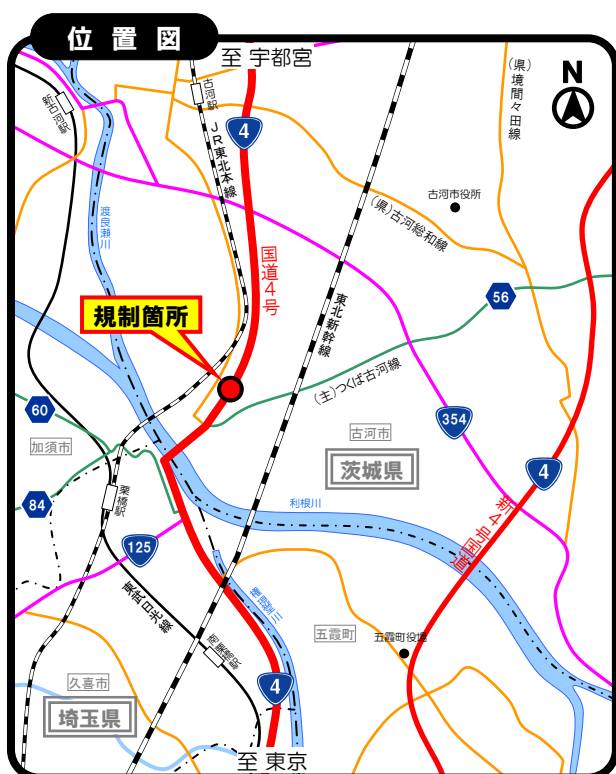 位置図
至 宇都宮
N
(県)境間々田線
新古河駅
古河駅
JR東北本線
4
古河市役所
(県)古河総和線
渡良瀬川
国道4号
56
規制箇所
東北新幹線
(主)つくば古河線
60
354
加須市
古河市
茨城県
4
84
栗橋駅
利根川
125
新4号国道
東武日光線
権現堂川
五霞町
五霞町役場
南栗橋駅
久喜市
4
埼玉県
至 東京